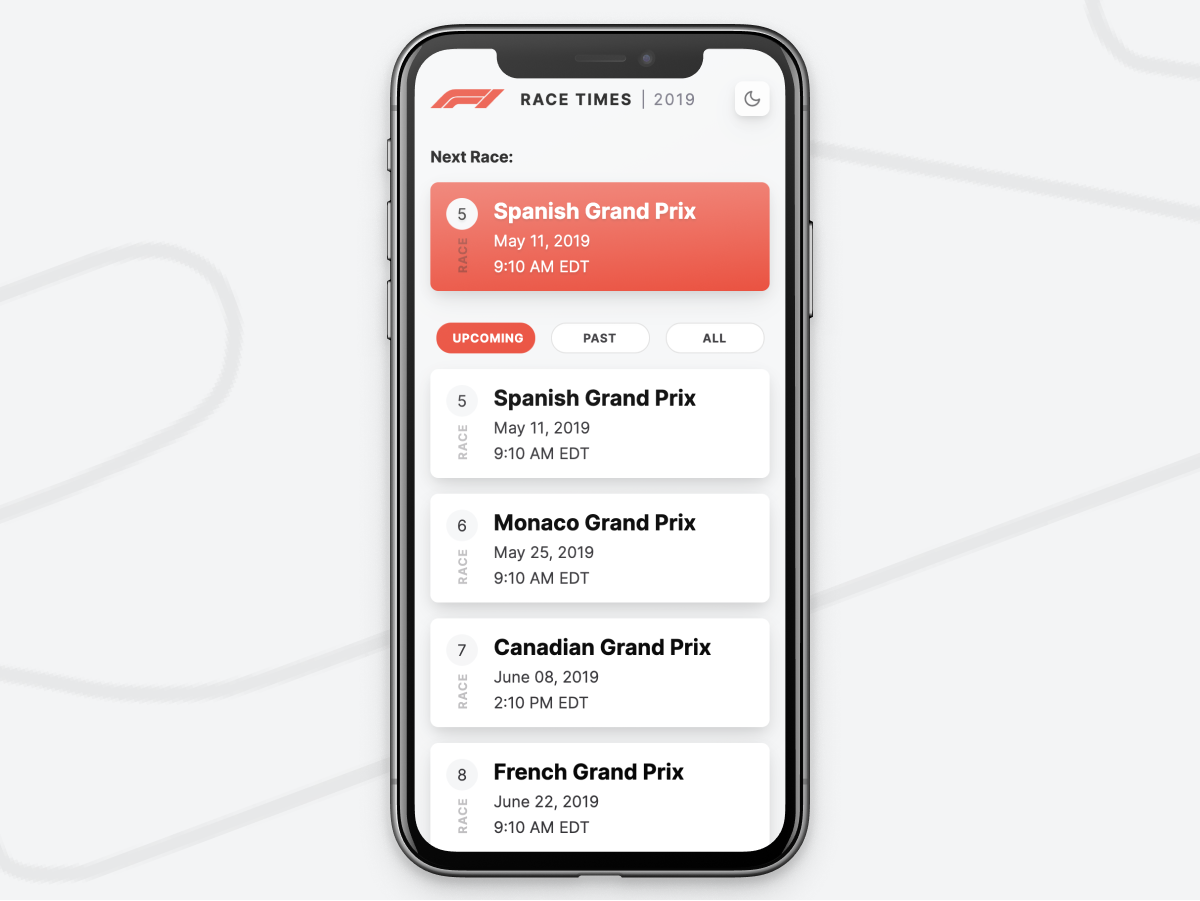 F1 RACE TIMES | 2019
Next Race:
5 Spanish Grand Prix
RACE May 11, 2019
9:10 AM EDT
UPCOMING PAST ALL
5 Spanish Grand Prix
RACE May 11, 2019
9:10 AM EDT
6 Monaco Grand Prix
RACE May 25, 2019
9:10 AM EDT
7 Canadian Grand Prix
RACE June 08, 2019
2:10 PM EDT
8 French Grand Prix
RACE June 22, 2019
9:10 AM EDT